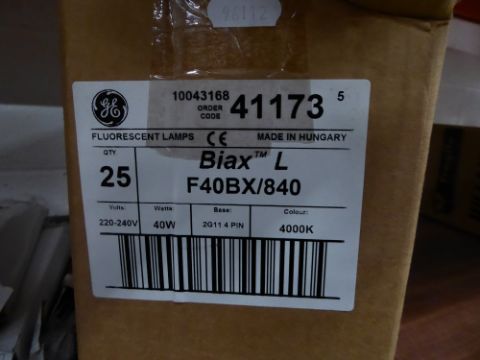 96112
GE
10043168 ORDER CODE 41173 5
FLUORESCENT LAMPS CE MADE IN HUNGARY
QTY. 25
Biax™ L
F40BX/840
Volts: Watts: Base: Colour:
220-240V 40W 2G11 4 PIN 4000K